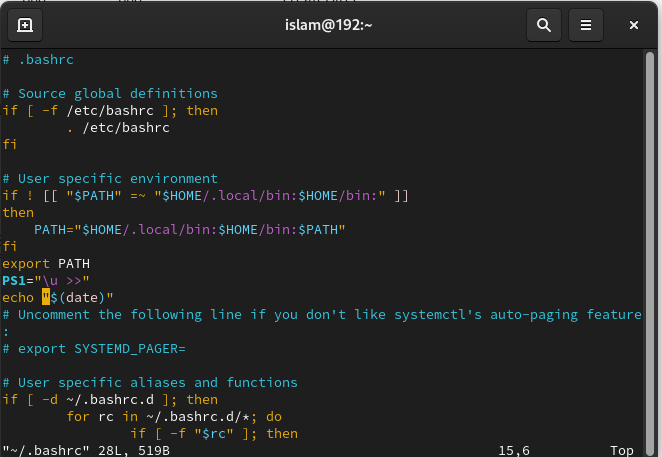 islam@192:~
# .bashrc
# Source global definitions
if [ -f /etc/bashrc ]; then
        . /etc/bashrc
fi
# User specific environment
if ! [[ "$PATH" =~ "$HOME/.local/bin:$HOME/bin:" ]]
then
    PATH="$HOME/.local/bin:$HOME/bin:$PATH"
fi
export PATH
PS1="\u >>"
echo "$(date)"
# Uncomment the following line if you don't like systemctl's auto-paging feature
:
# export SYSTEMD_PAGER=
# User specific aliases and functions
if [ -d ~/.bashrc.d ]; then
        for rc in ~/.bashrc.d/*; do
                if [ -f "$rc" ]; then
"~/.bashrc" 28L, 519B 15,6 Top